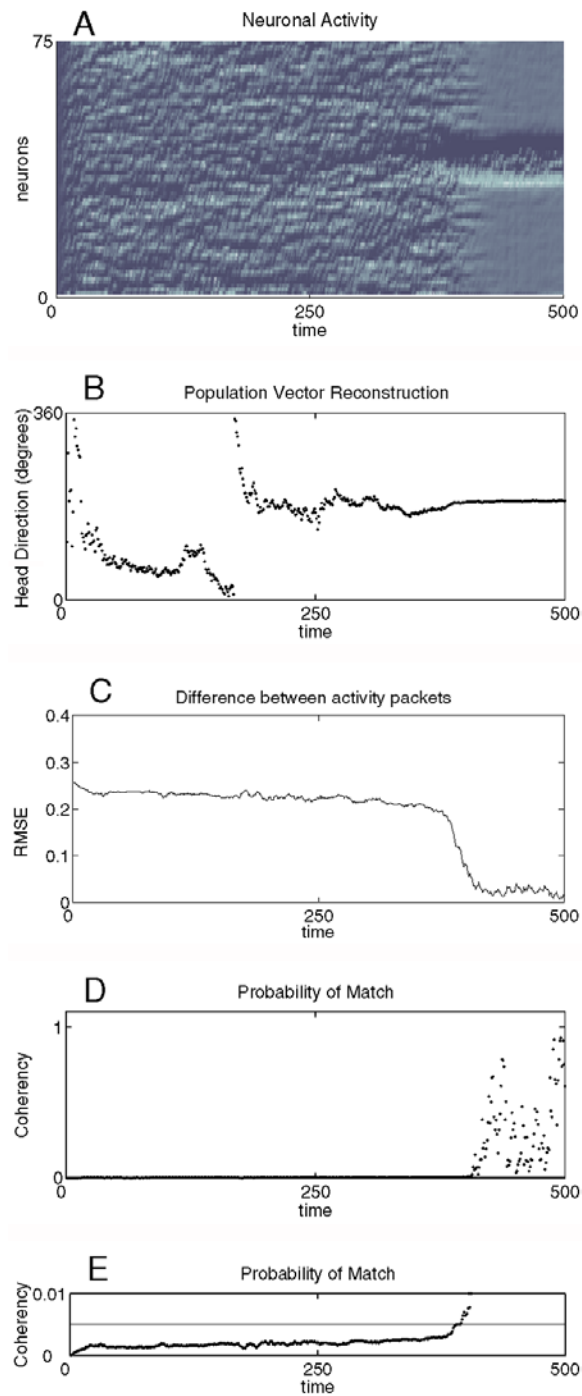 A
Neuronal Activity
75
neurons
0
0
250
500
time
B
Population Vector Reconstruction
360
Head Direction (degrees)
0
0
250
500
time
C
Difference between activity packets
0.4
0.3
0.2
0.1
0
RMSE
0
250
500
time
D
Probability of Match
1
Coherency
0
0
250
500
time
E
Probability of Match
0.01
Coherency
0
0
250
500
time